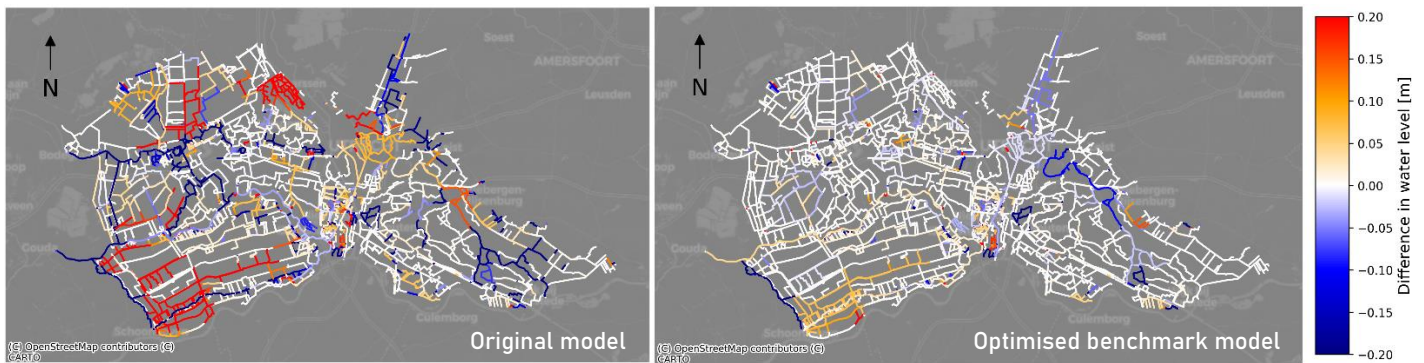 N
Soest
AMERSFOORT
Leusden
Gouda
Culemborg
Original model
(C) OpenStreetMap contributors (C)
CARTO
N
Soest
AMERSFOORT
Leusden
Gouda
Culemborg
Optimised benchmark model
(C) OpenStreetMap contributors (C)
CARTO
0.20
0.15
0.10
0.05
0.00
−0.05
−0.10
−0.15
−0.20
Difference in water level [m]